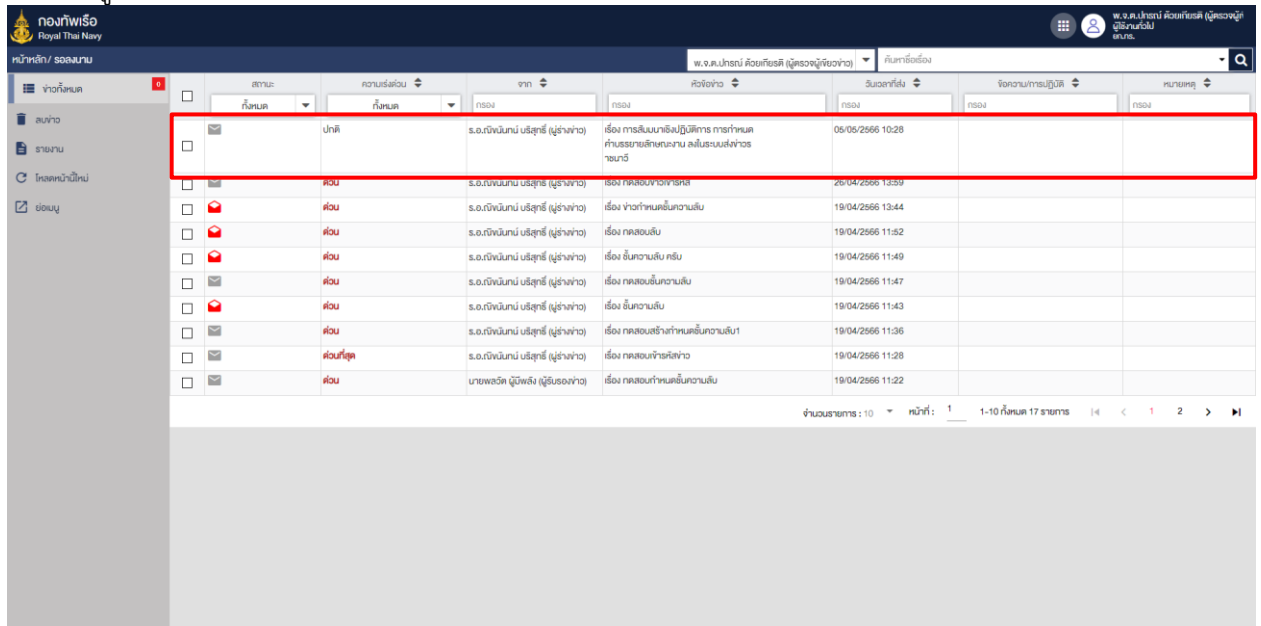 กองทัพเรือ
Royal Thai Navy
พ.จ.ต.ปกรณ์ ด้วยเกียรติ (ผู้ตรวจผู้เ
ผู้ใช้งานทั่วไป
ยก.ทร.
หน้าหลัก/ รอลงนาม
พ.จ.ต.ปกรณ์ ด้วยเกียรติ (ผู้ตรวจผู้เขียวข่าว) ค้นหาชื่อเรื่อง
ข่าวทั้งหมด 0
ลบข่าว
รายงาน
โหลดหน้านี้ใหม่
ย่อเมนู
สถานะ ความเร่งด่วน จาก หัวข้อข่าว วันเวลาที่ส่ง ข้อความ/การปฏิบัติ หมายเหตุ
ทั้งหมด ทั้งหมด กรอง กรอง กรอง กรอง กรอง
ปกติ ร.อ.ณัชนันทน์ บริสุทธิ์ (ผู้ร่างข่าว) เรื่อง การสัมมนาเชิงปฏิบัติการ การกำหนด 05/05/2566 10:28
คำบรรยายลักษณะงาน ลงในระบบส่งข่าวร
าชนาวี
ด่วน ร.อ.ณัชนันทน์ บริสุทธิ์ (ผู้ร่างข่าว) เรื่อง ทดสอบข่าวเข้ารหัส 26/04/2566 13:59
ด่วน ร.อ.ณัชนันทน์ บริสุทธิ์ (ผู้ร่างข่าว) เรื่อง ข่าวกำหนดชั้นความลับ 19/04/2566 13:44
ด่วน ร.อ.ณัชนันทน์ บริสุทธิ์ (ผู้ร่างข่าว) เรื่อง ทดสอบลับ 19/04/2566 11:52
ด่วน ร.อ.ณัชนันทน์ บริสุทธิ์ (ผู้ร่างข่าว) เรื่อง ชั้นความลับ ครับ 19/04/2566 11:49
ด่วน ร.อ.ณัชนันทน์ บริสุทธิ์ (ผู้ร่างข่าว) เรื่อง ทดสอบชั้นความลับ 19/04/2566 11:47
ด่วน ร.อ.ณัชนันทน์ บริสุทธิ์ (ผู้ร่างข่าว) เรื่อง ชั้นความลับ 19/04/2566 11:43
ด่วน ร.อ.ณัชนันทน์ บริสุทธิ์ (ผู้ร่างข่าว) เรื่อง ทดสอบสร้างกำหนดชั้นความลับ1 19/04/2566 11:36
ด่วนที่สุด ร.อ.ณัชนันทน์ บริสุทธิ์ (ผู้ร่างข่าว) เรื่อง ทดสอบเข้ารหัสข่าว 19/04/2566 11:28
ด่วน นายพลวัต ผู้มีพลัง (ผู้รับรองข่าว) เรื่อง ทดสอบกำหนดชั้นความลับ 19/04/2566 11:22
จำนวนรายการ : 10 หน้าที่ : 1 1-10 ทั้งหมด 17 รายการ 1 2